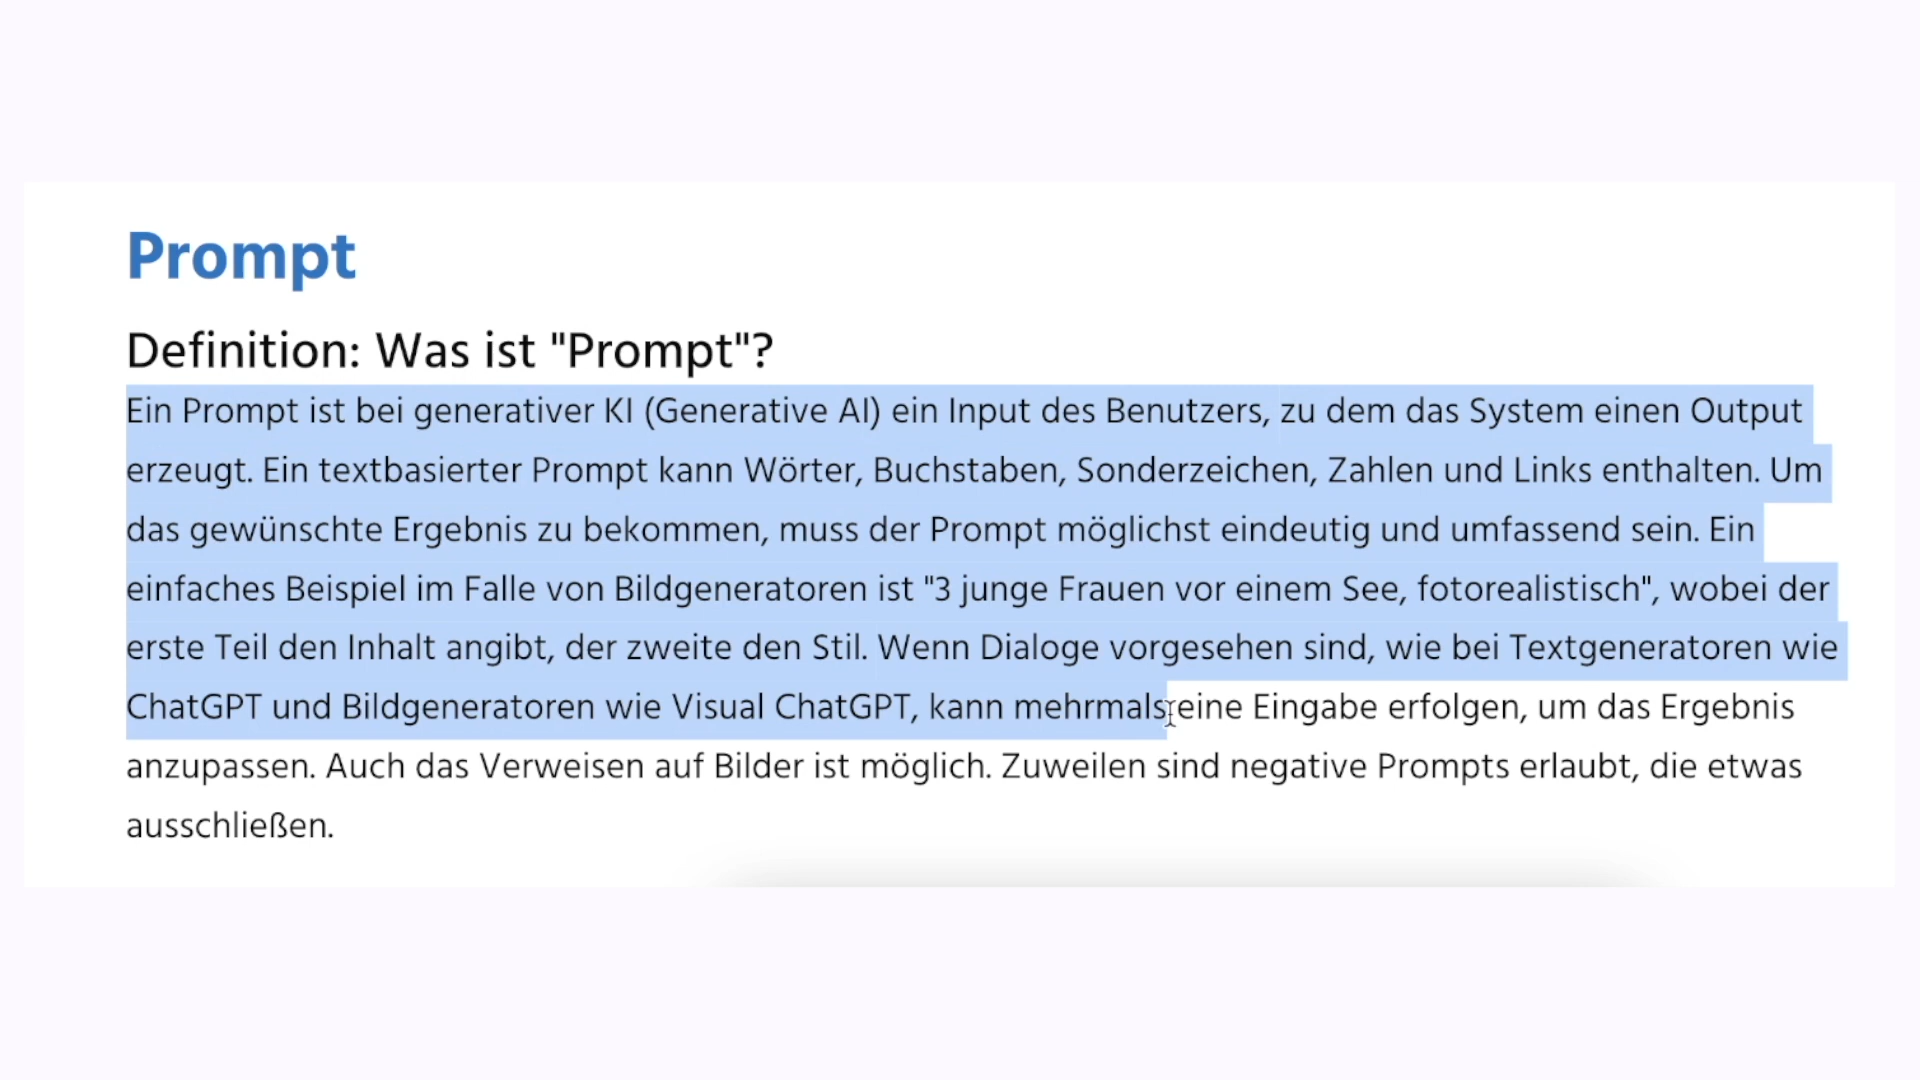 Prompt
Definition: Was ist "Prompt"?
Ein Prompt ist bei generativer KI (Generative AI) ein Input des Benutzers, zu dem das System einen Output
erzeugt. Ein textbasierter Prompt kann Wörter, Buchstaben, Sonderzeichen, Zahlen und Links enthalten. Um
das gewünschte Ergebnis zu bekommen, muss der Prompt möglichst eindeutig und umfassend sein. Ein
einfaches Beispiel im Falle von Bildgeneratoren ist "3 junge Frauen vor einem See, fotorealistisch", wobei der
erste Teil den Inhalt angibt, der zweite den Stil. Wenn Dialoge vorgesehen sind, wie bei Textgeneratoren wie
ChatGPT und Bildgeneratoren wie Visual ChatGPT, kann mehrmals eine Eingabe erfolgen, um das Ergebnis
anzupassen. Auch das Verweisen auf Bilder ist möglich. Zuweilen sind negative Prompts erlaubt, die etwas
ausschließen.